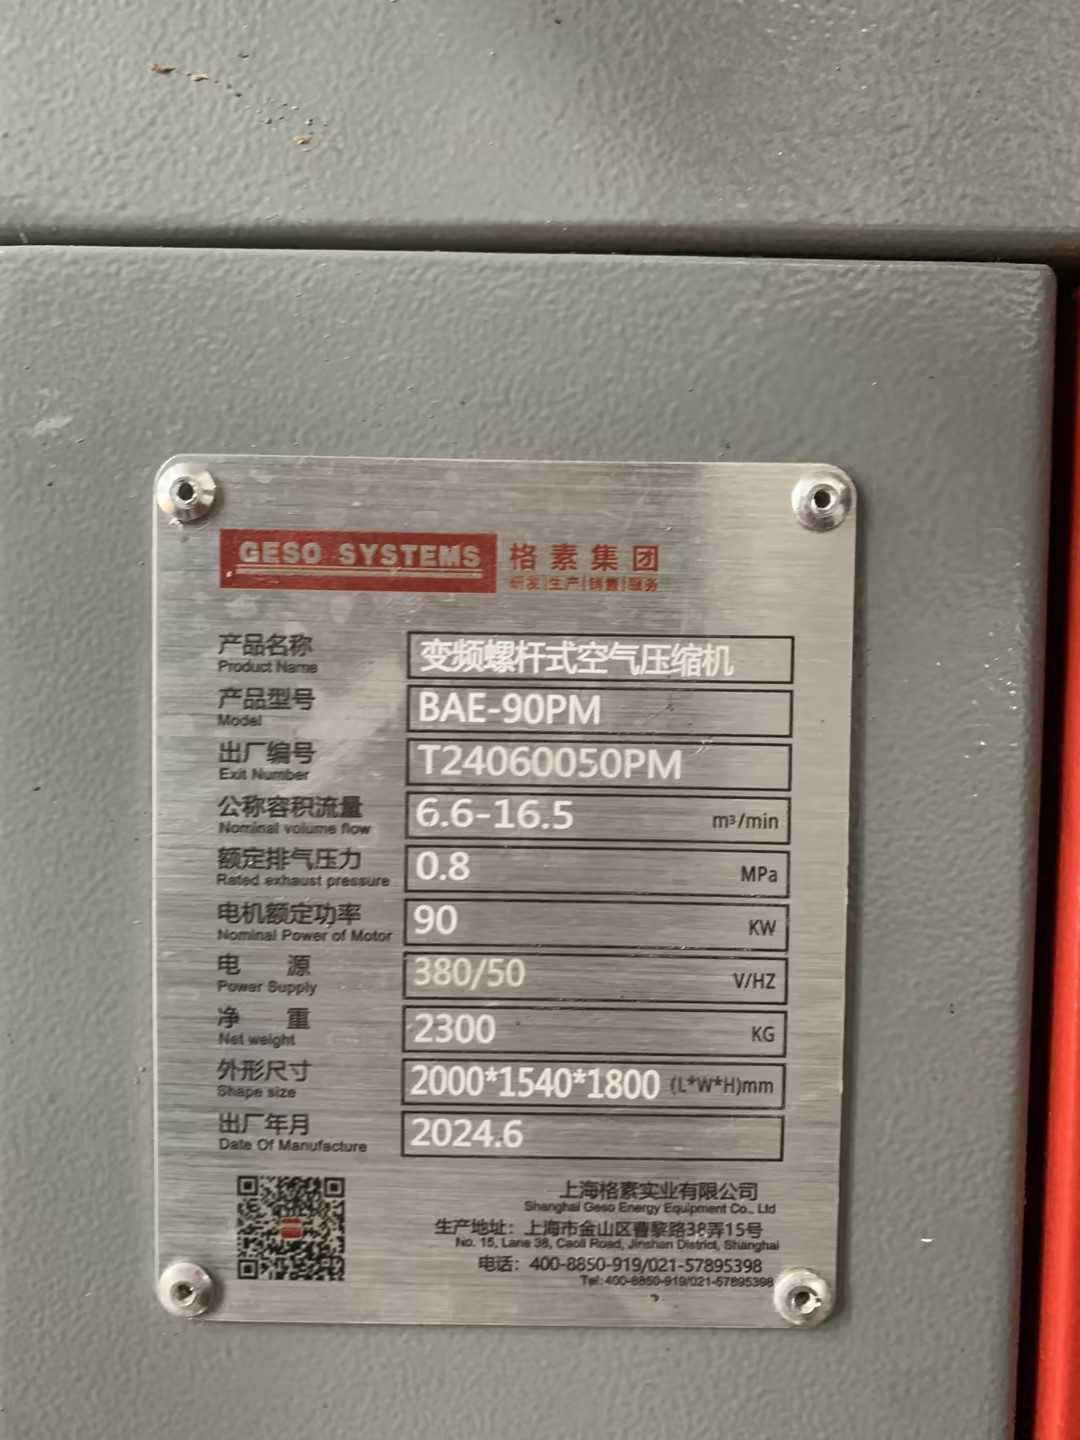 GESO SYSTEMS 格素集团
研发|生产|销售|服务
产品名称 变频螺杆式空气压缩机
Product Name
产品型号 BAE-90PM
Model
出厂编号 T24060050PM
Exit Number
公称容积流量 6.6-16.5 m³/min
Nominal volume flow
额定排气压力 0.8 MPa
Rated exhaust pressure
电机额定功率 90 KW
Nominal Power of Motor
电 源 380/50 V/HZ
Power Supply
净 重 2300 KG
Net weight
外形尺寸 2000*1540*1800 (L*W*H)mm
Shape size
出厂年月 2024.6
Date Of Manufacture
上海格素实业有限公司
Shanghai Geso Energy Equipment Co., Ltd
生产地址：上海市金山区曹黎路38弄15号
No. 15, Lane 38, Caoli Road, Jinshan District, Shanghai
电话：400-8850-919/021-57895398
Tel: 400-8850-919/021-57895398